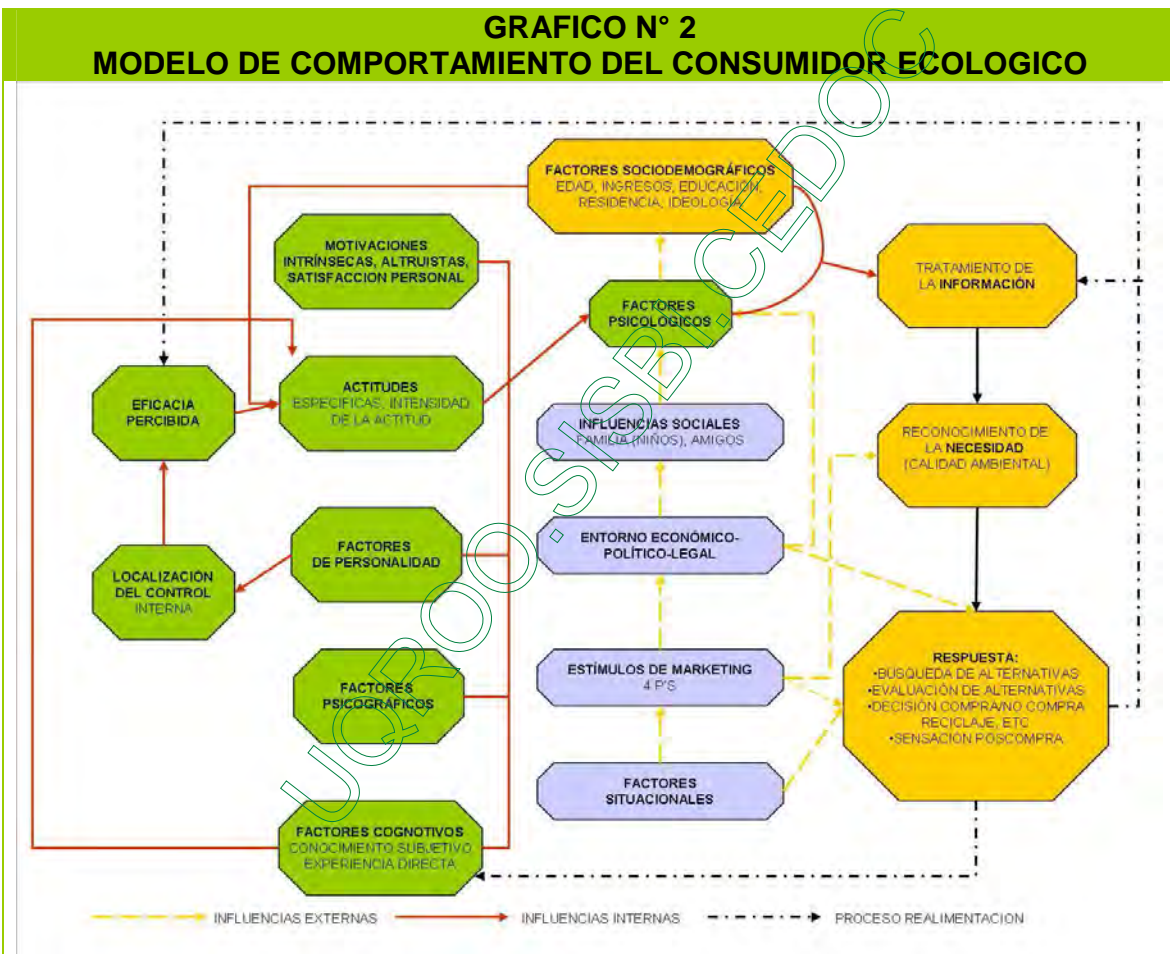 GRAFICO N° 2
MODELO DE COMPORTAMIENTO DEL CONSUMIDOR ECOLOGICO
FACTORES SOCIODEMOGRÁFICOS
EDAD, INGRESOS, EDUCACIÓN,
RESIDENCIA, IDEOLOGÍA
MOTIVACIONES
INTRÍNSECAS, ALTRUISTAS,
SATISFACCION PERSONAL
TRATAMIENTO DE
LA INFORMACIÓN
FACTORES
PSICOLÓGICOS
EFICACIA
PERCIBIDA
ACTITUDES
ESPECIFICAS, INTENSIDAD
DE LA ACTITUD
INFLUENCIAS SOCIALES
FAMILIA (NIÑOS), AMIGOS
RECONOCIMIENTO DE
LA NECESIDAD
(CALIDAD AMBIENTAL)
LOCALIZACIÓN
DEL CONTROL
INTERNA
FACTORES
DE PERSONALIDAD
ENTORNO ECONÓMICO-
POLÍTICO-LEGAL
FACTORES
PSICOGRÁFICOS
ESTÍMULOS DE MARKETING
4 P'S
RESPUESTA:
•BÚSQUEDA DE ALTERNATIVAS
•EVALUACIÓN DE ALTERNATIVAS
•DECISIÓN COMPRA/NO COMPRA
RECICLAJE, ETC
•SENSACIÓN POSCOMPRA
FACTORES
SITUACIONALES
FACTORES COGNOTIVOS
CONOCIMIENTO SUBJETIVO
EXPERIENCIA DIRECTA
INFLUENCIAS EXTERNAS
INFLUENCIAS INTERNAS
PROCESO REALIMENTACION
UQROO.SISBI.CEDOC